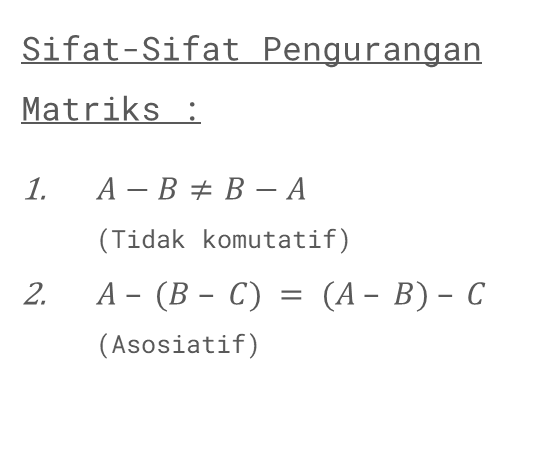 Sifat-Sifat Pengurangan
Matriks :
1. A − B ≠ B − A
(Tidak komutatif)
2. A – (B – C) = (A – B) – C
(Asosiatif)